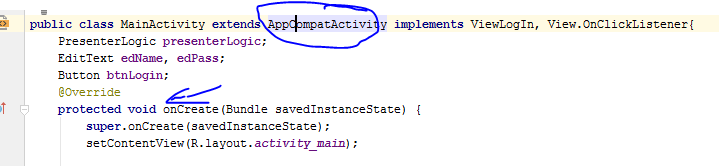 public class MainActivity extends AppCompatActivity implements ViewLogIn, View.OnClickListener{
PresenterLogic presenterLogic;
EditText edName, edPass;
Button btnLogin;
@Override
protected void onCreate(Bundle savedInstanceState) {
super.onCreate(savedInstanceState);
setContentView(R.layout.activity_main);